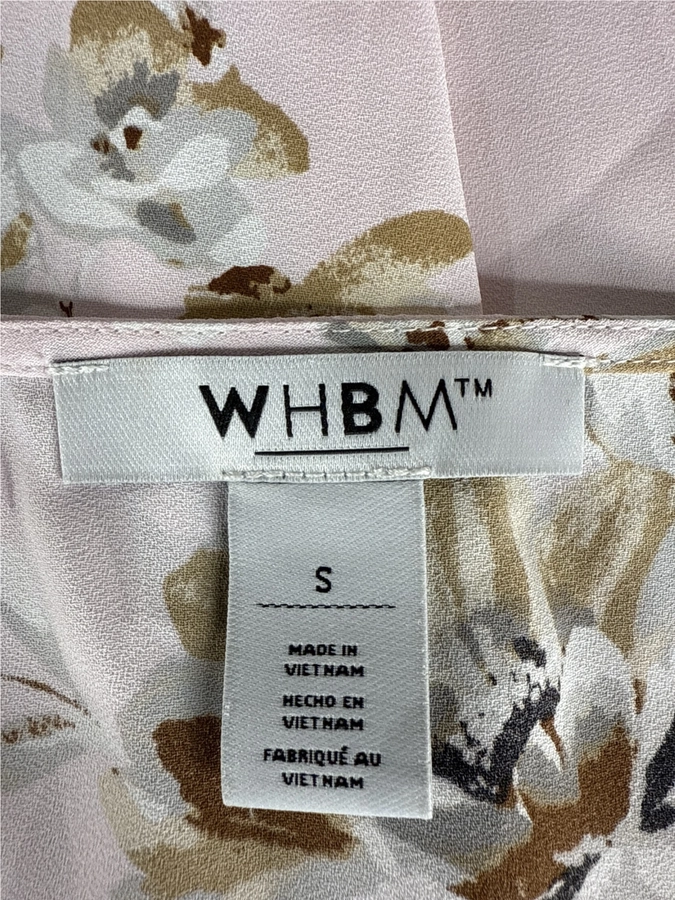 WHBM™
S
MADE IN
VIETNAM
HECHO EN
VIETNAM
FABRIQUÉ AU
VIETNAM